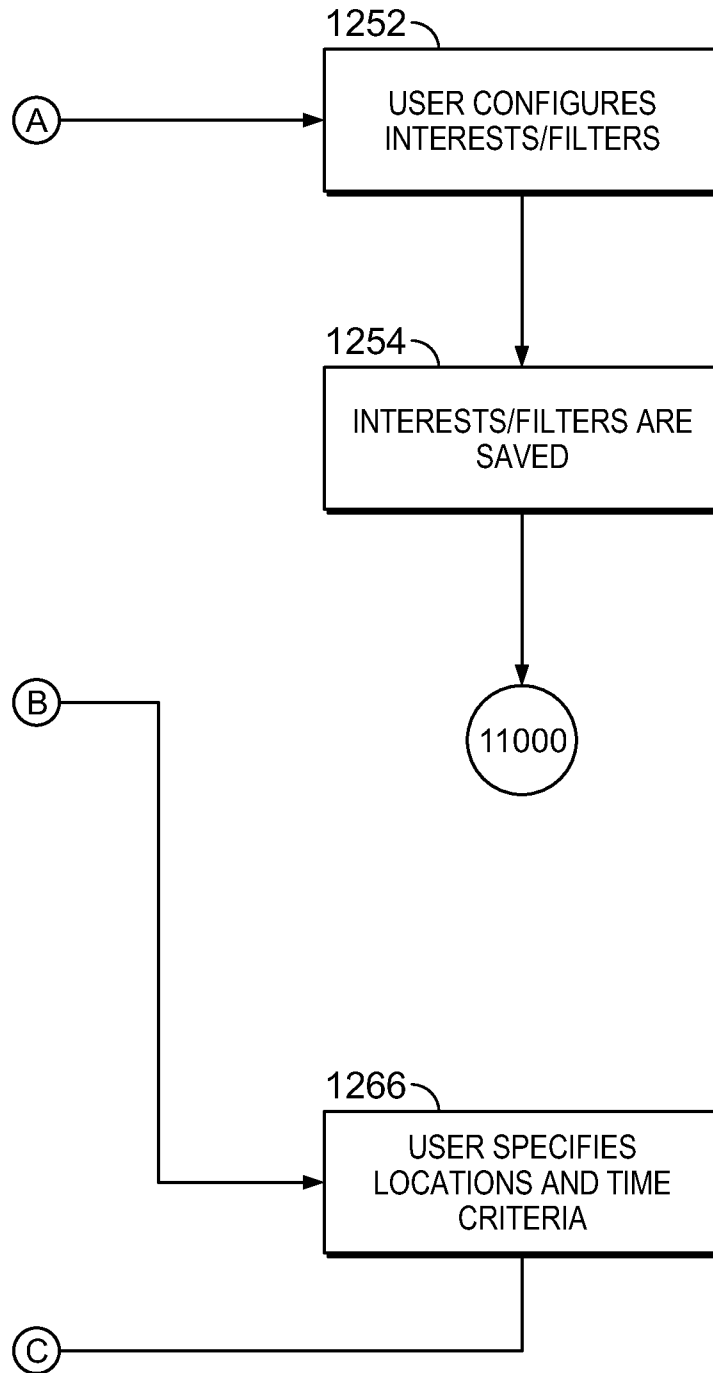 1252
A
USER CONFIGURES
INTERESTS/FILTERS
1254
INTERESTS/FILTERS ARE
SAVED
B
11000
1266
USER SPECIFIES
LOCATIONS AND TIME
CRITERIA
C